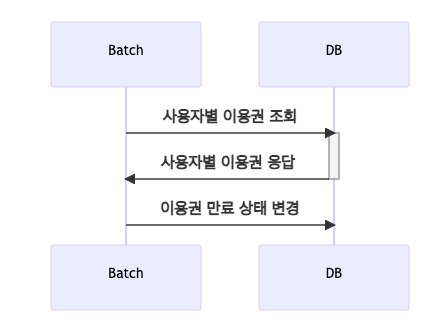 Batch
DB
사용자별 이용권 조회
사용자별 이용권 응답
이용권 만료 상태 변경
Batch
DB